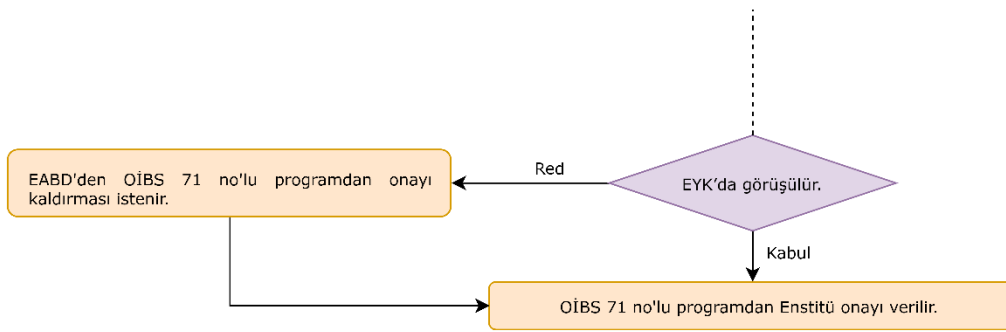 Red
EYK’da görüşülür.
EABD'den OİBS 71 no'lu programdan onayı
kaldırması istenir.
Kabul
OİBS 71 no'lu programdan Enstitü onayı verilir.